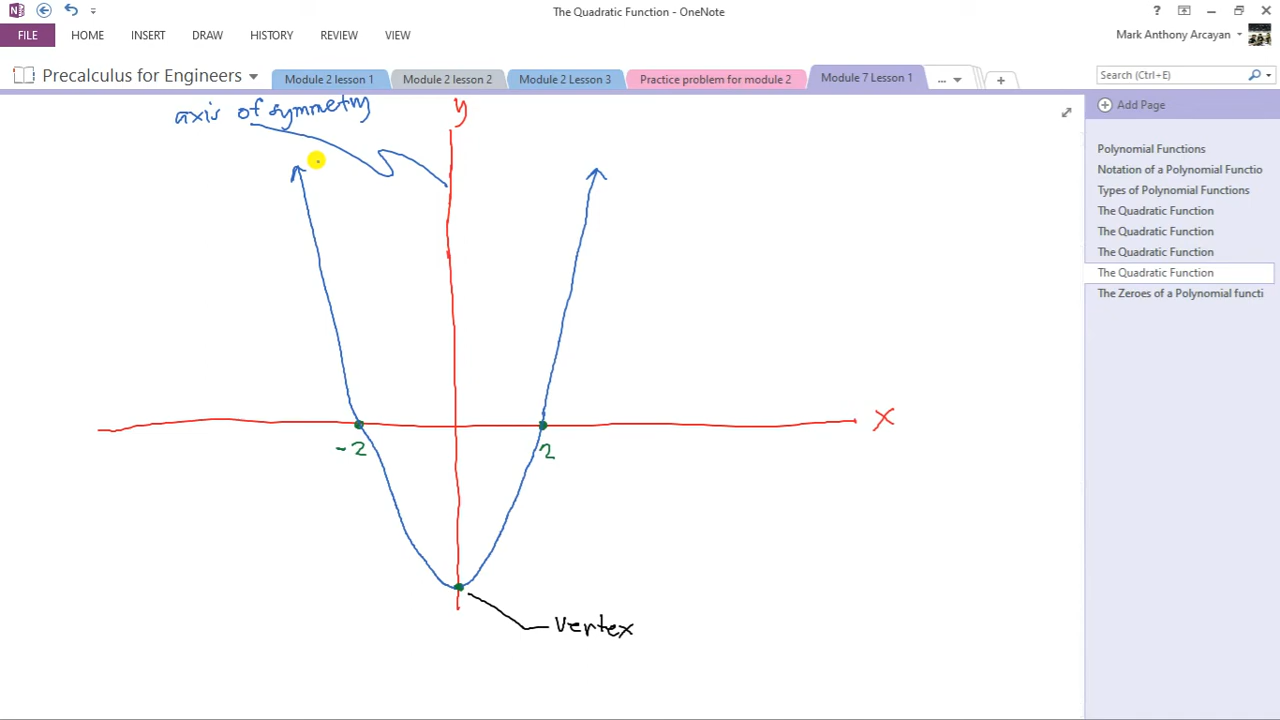 The Quadratic Function - OneNote
?
FILE HOME INSERT DRAW HISTORY REVIEW VIEW
Mark Anthony Arcayan
Precalculus for Engineers
Module 2 lesson 1
Module 2 lesson 2
Module 2 Lesson 3
Practice problem for module 2
Module 7 Lesson 1
...
Search (Ctrl+E)
Add Page
Polynomial Functions
Notation of a Polynomial Functio
Types of Polynomial Functions
The Quadratic Function
The Quadratic Function
The Quadratic Function
The Quadratic Function
The Zeroes of a Polynomial functi
axis of symmetry
y
x
-2
2
vertex